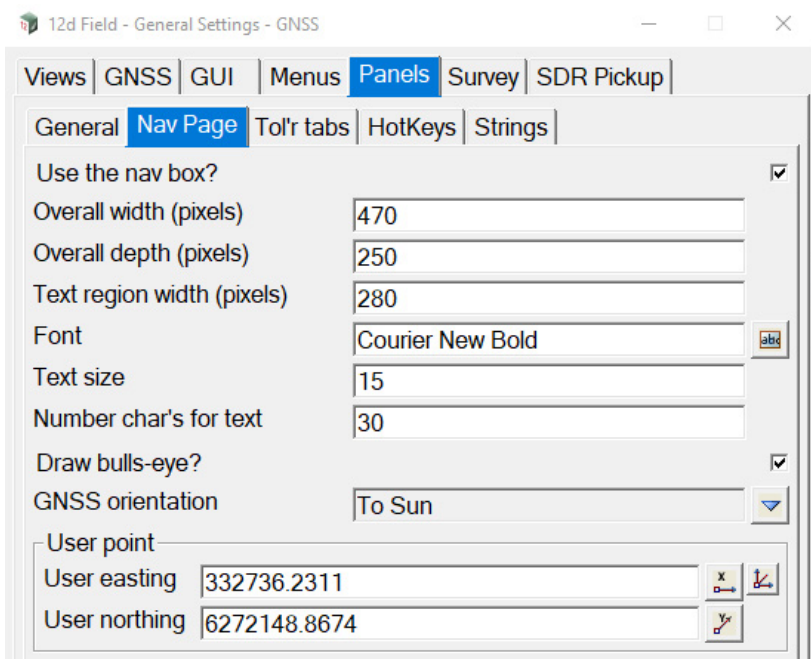 12d Field - General Settings - GNSS
Views GNSS GUI Menus Panels Survey SDR Pickup
General Nav Page Tol'r tabs HotKeys Strings
Use the nav box?
Overall width (pixels) 470
Overall depth (pixels) 250
Text region width (pixels) 280
Font Courier New Bold abc
Text size 15
Number char's for text 30
Draw bulls-eye?
GNSS orientation To Sun
User point
User easting 332736.2311 X
User northing 6272148.8674 Y